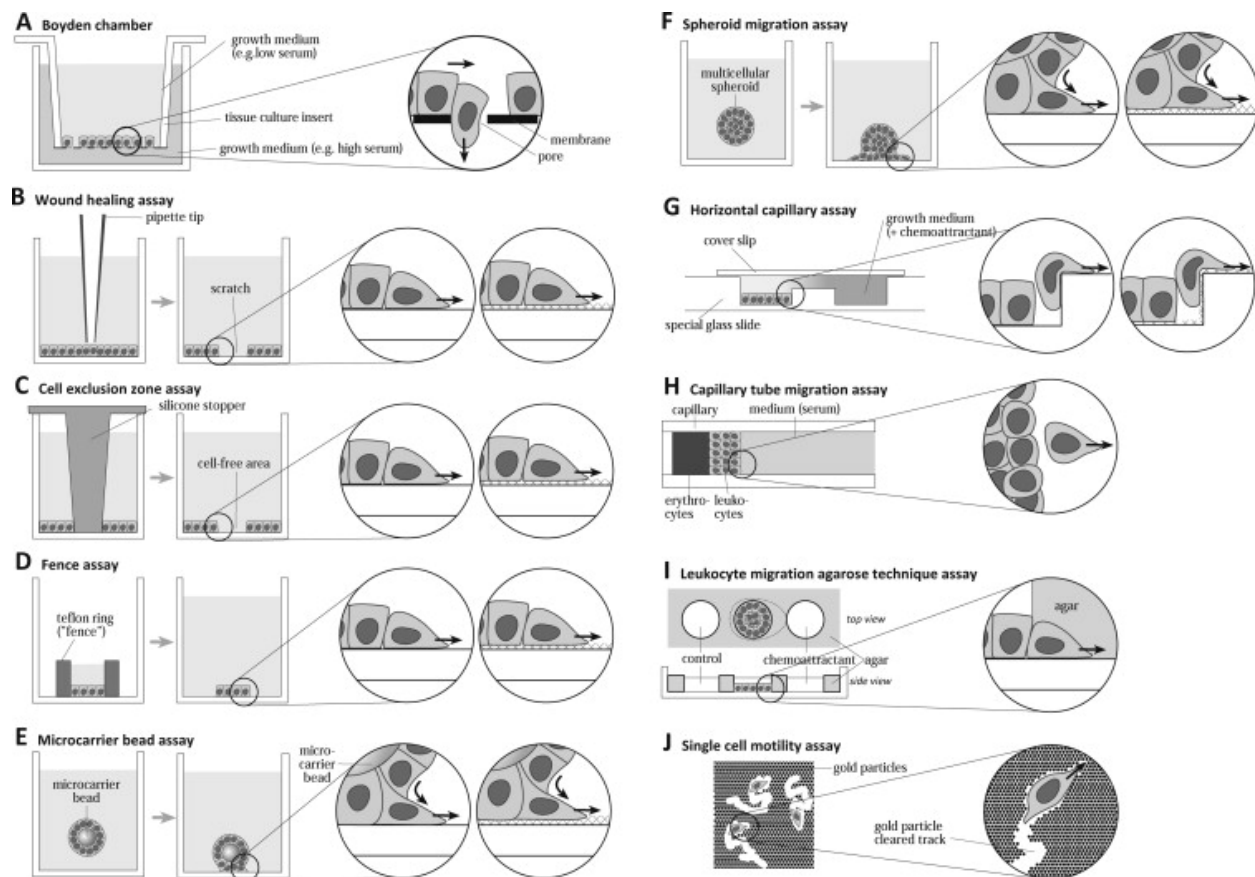 A Boyden chamber
growth medium
(e.g.low serum)
tissue culture insert
growth medium (e.g. high serum)
membrane
pore
B Wound healing assay
pipette tip
scratch
C Cell exclusion zone assay
silicone stopper
cell-free area
D Fence assay
teflon ring
("fence")
E Microcarrier bead assay
microcarrier
bead
micro-
carrier
bead
F Spheroid migration assay
multicellular
spheroid
G Horizontal capillary assay
growth medium
(+ chemoattractant)
cover slip
special glass slide
H Capillary tube migration assay
capillary
medium (serum)
erythro-
cytes
leuko-
cytes
I Leukocyte migration agarose technique assay
agar
top view
control
chemoattractant
agar
side view
J Single cell motility assay
gold particles
gold particle
cleared track